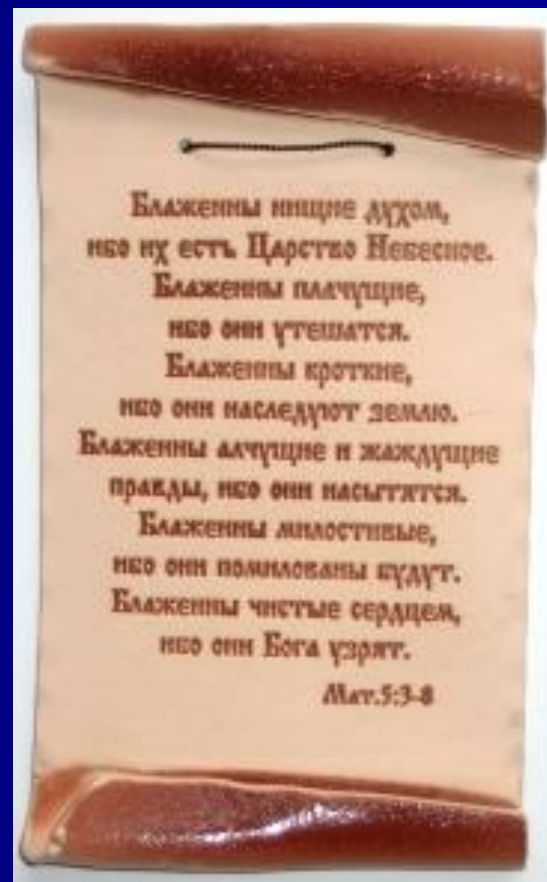 Блаженны нищие духом,
ибо их есть Царство Небесное.
Блаженны плачущие,
ибо они утешатся.
Блаженны кроткие,
ибо они наследуют землю.
Блаженны алчущие и жаждущие
правды, ибо они насытятся.
Блаженны милостивые,
ибо они помилованы будут.
Блаженны чистые сердцем,
ибо они Бога узрят.
Мат.5:3-8